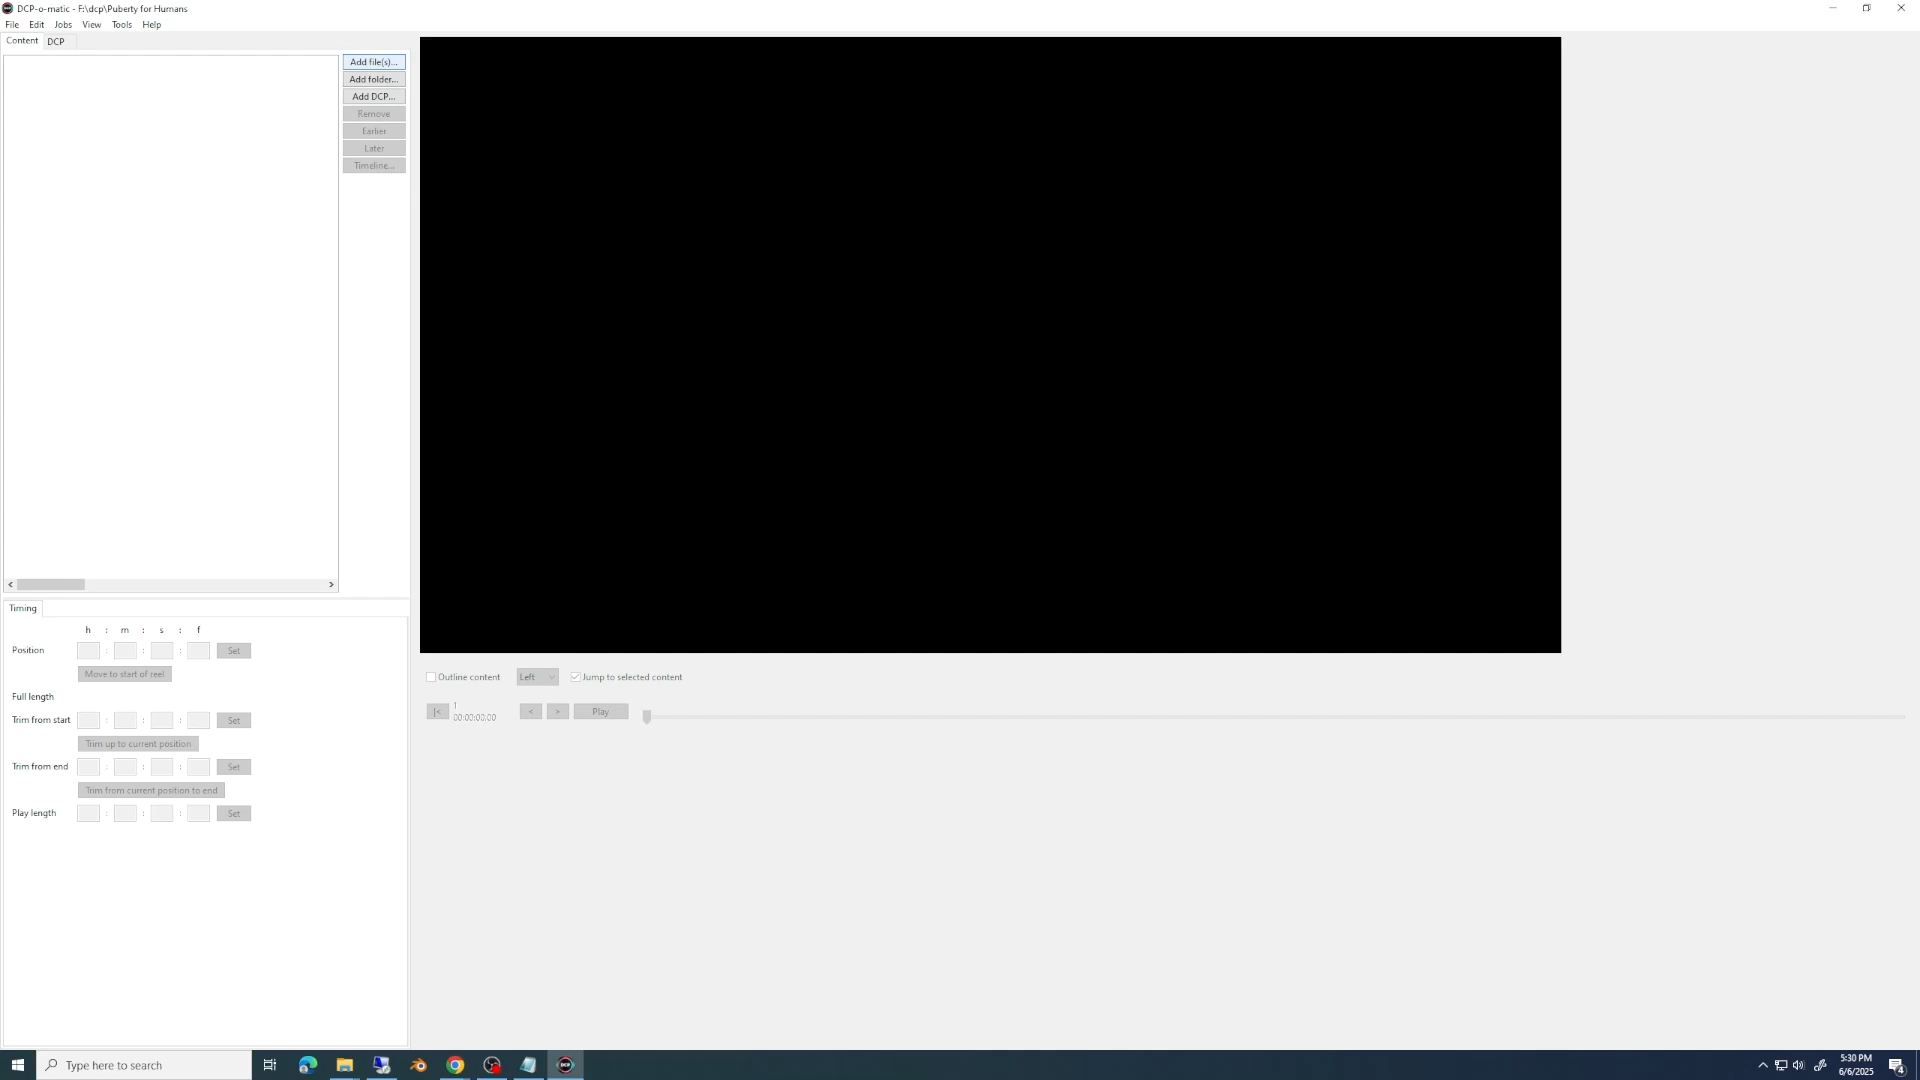 DCP-o-matic - F:\dcp\Puberty for Humans
File Edit Jobs View Tools Help
Content DCP
Add file(s)...
Add folder...
Add DCP...
Remove
Earlier
Later
Timeline...
Timing
h : m : s : f
Position : : : Set
Move to start of reel
Full length
Trim from start : : : Set
Trim up to current position
Trim from end : : : Set
Trim from current position to end
Play length : : : Set
Outline content Left Jump to selected content
|< 1 < > Play
00:00:00.00
Type here to search
DCP
5:30 PM
6/6/2025
4